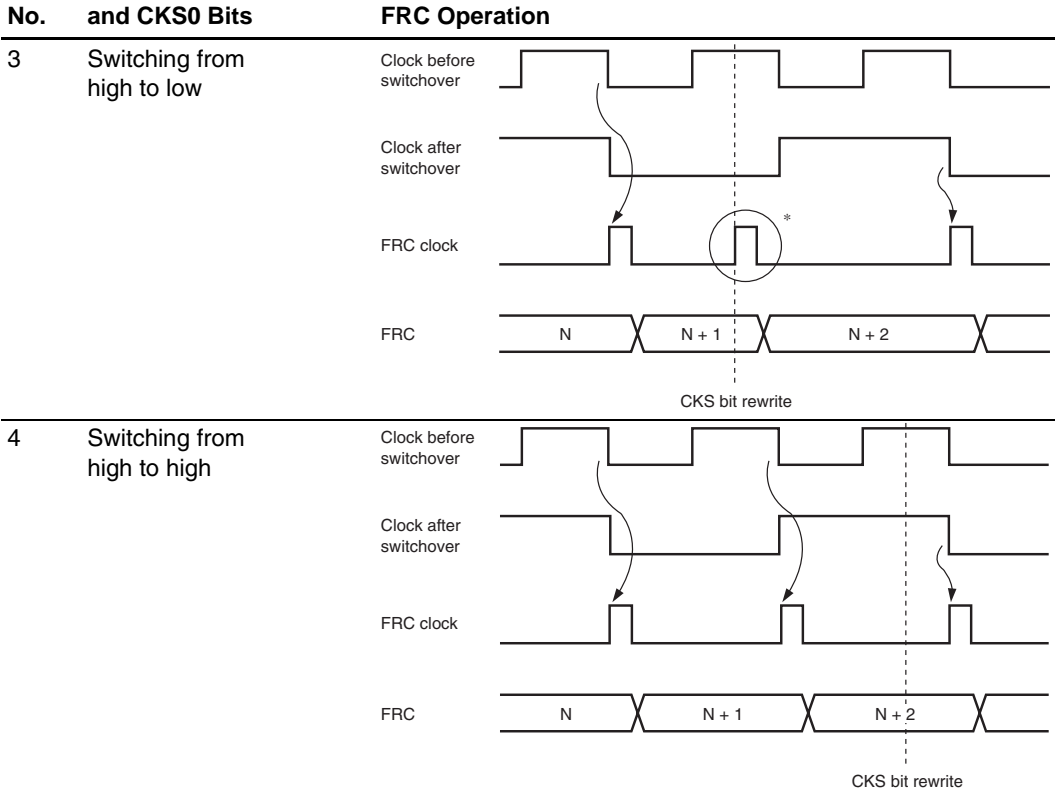 No. and CKS0 Bits FRC Operation
3 Switching from
high to low
Clock before
switchover
Clock after
switchover
*
FRC clock
FRC N N + 1 N + 2
CKS bit rewrite
4 Switching from
high to high
Clock before
switchover
Clock after
switchover
FRC clock
FRC N N + 1 N + 2
CKS bit rewrite